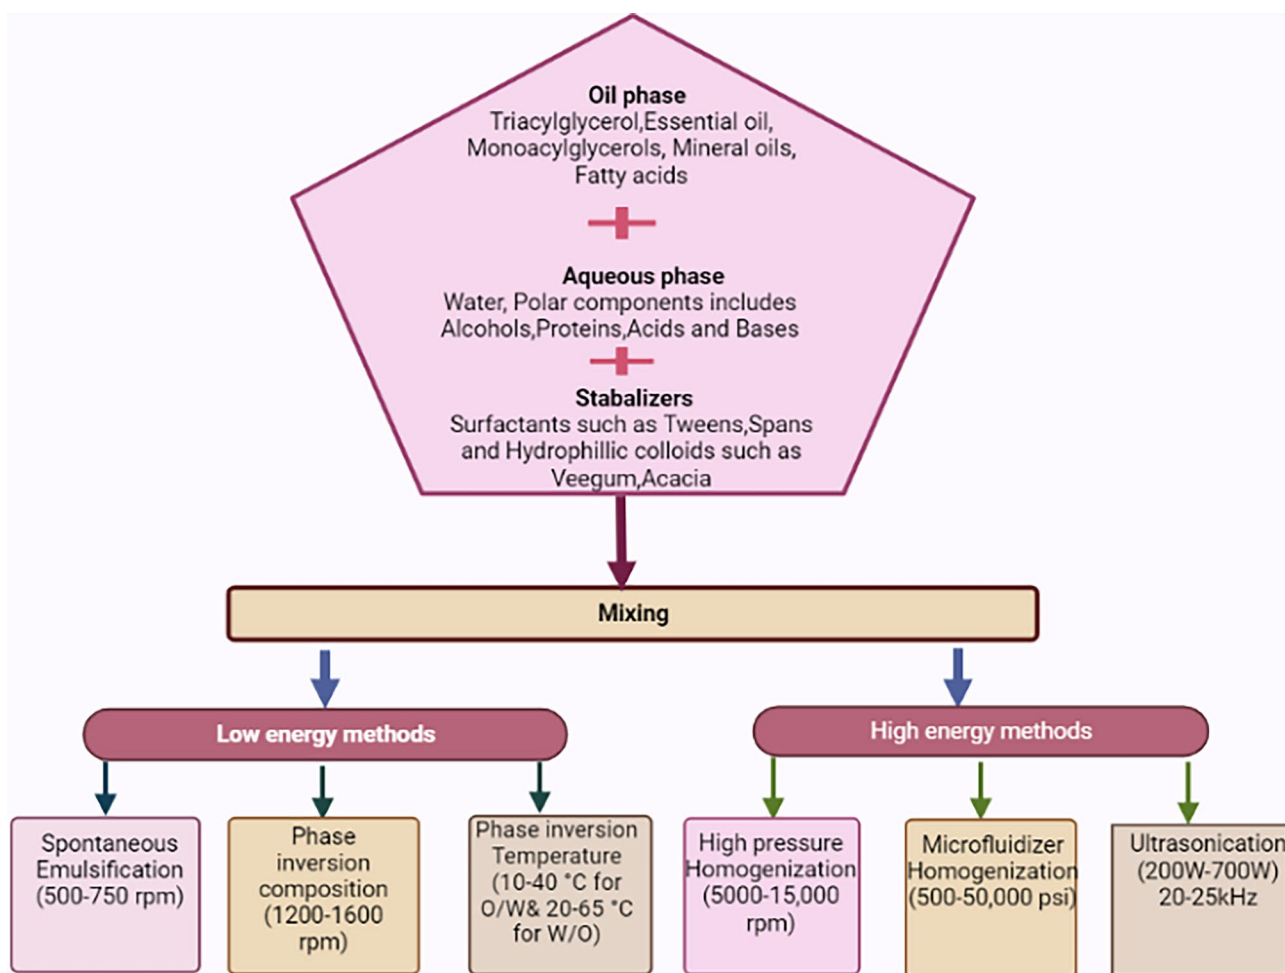 Oil phase
Triacylglycerol,Essential oil,
Monoacylglycerols, Mineral oils,
Fatty acids
Aqueous phase
Water, Polar components includes
Alcohols,Proteins,Acids and Bases
Stabalizers
Surfactants such as Tweens,Spans
and Hydrophillic colloids such as
Veegum,Acacia
Mixing
Low energy methods
High energy methods
Spontaneous
Emulsification
(500-750 rpm)
Phase
inversion
composition
(1200-1600
rpm)
Phase inversion
Temperature
(10-40 °C for
O/W& 20-65 °C
for W/O)
High pressure
Homogenization
(5000-15,000
rpm)
Microfluidizer
Homogenization
(500-50,000 psi)
Ultrasonication
(200W-700W)
20-25kHz